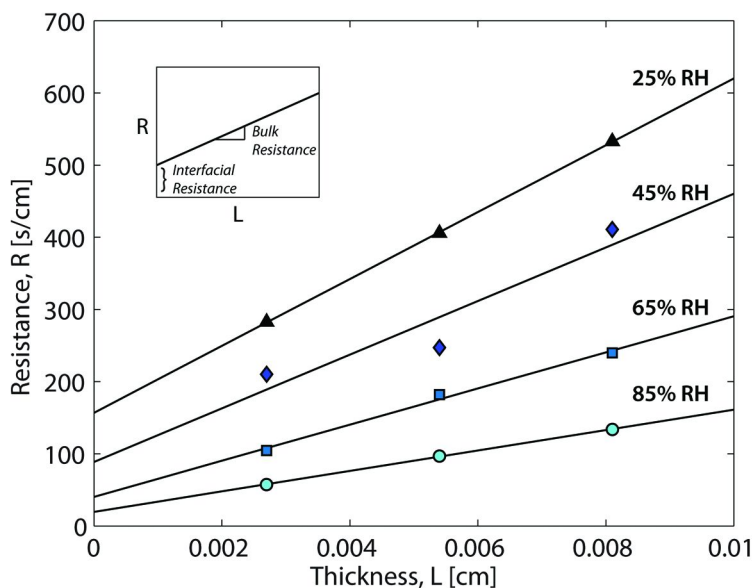 700
600
500
400
300
200
100
0
Resistance, R [s/cm]
25% RH
45% RH
65% RH
85% RH
R
Bulk
Resistance
Interfacial
Resistance
L
0
0.002
0.004
0.006
0.008
0.01
Thickness, L [cm]